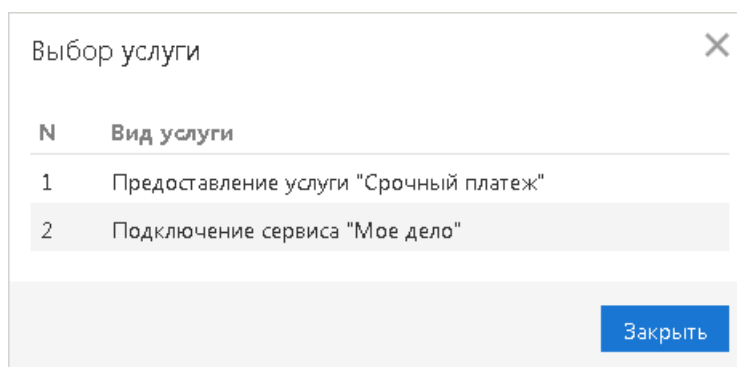 Выбор услуги
N Вид услуги
1 Предоставление услуги "Срочный платеж"
2 Подключение сервиса "Мое дело"
Закрыть